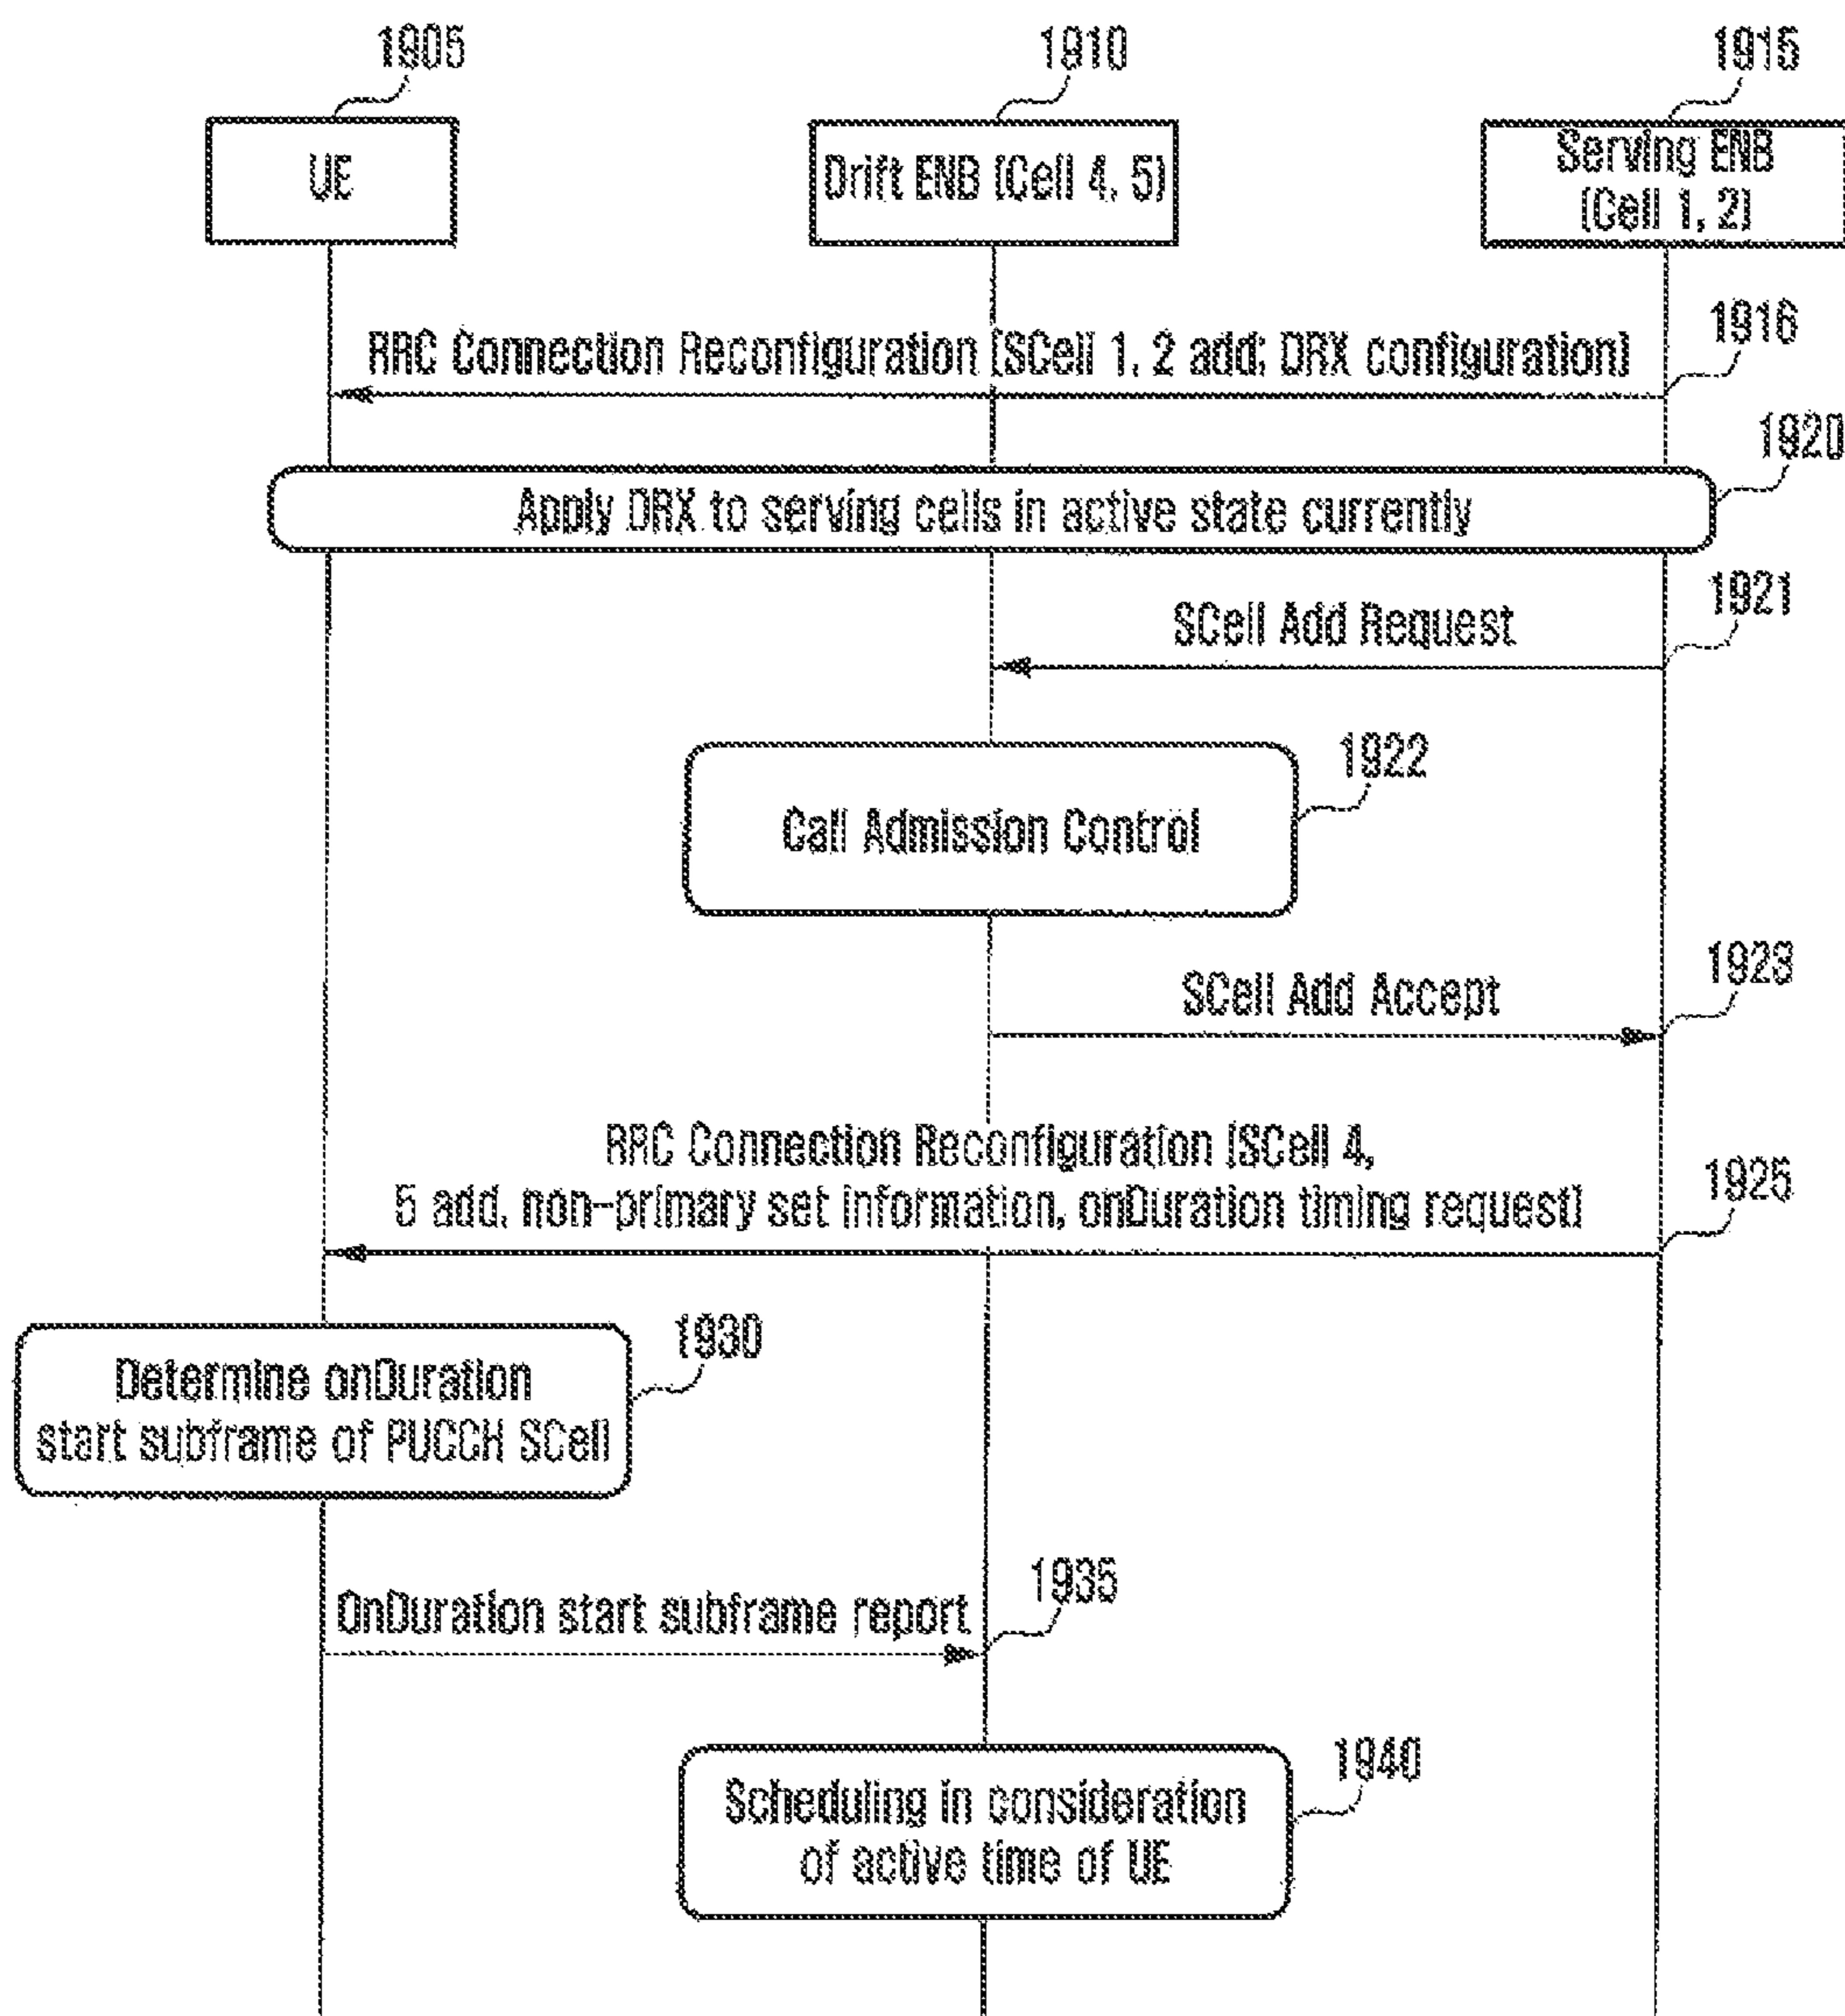 1905
1910
1915
UE
Drift ENB (Cell 4, 5)
Serving ENB
(Cell 1, 2)
1916
RRC Connection Reconfiguration (SCell 1, 2 add; DRX configuration)
1920
Apply DRX to serving cells in active state currently
1921
SCell Add Request
1922
Call Admission Control
1923
SCell Add Accept
RRC Connection Reconfiguration (SCell 4,
5 add, non-primary set information, onDuration timing request)
1925
1930
Determine onDuration
start subframe of PUCCH SCell
1935
OnDuration start subframe report
1940
Scheduling in consideration
of active time of UE